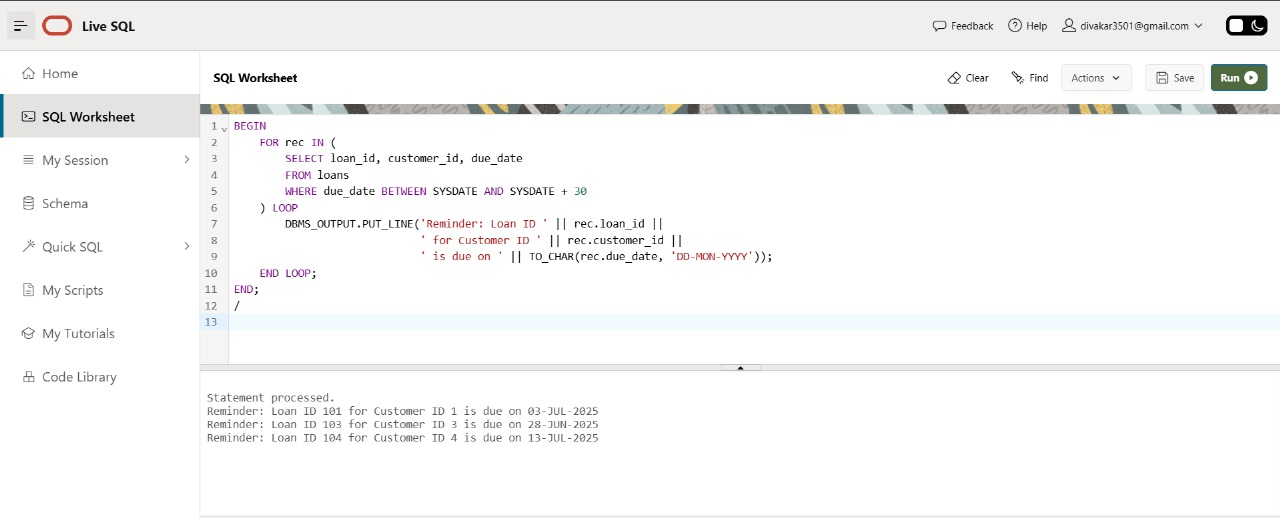 Live SQL
Feedback
Help
divakar3501@gmail.com
Home
SQL Worksheet
My Session
Schema
Quick SQL
My Scripts
My Tutorials
Code Library
SQL Worksheet
Clear
Find
Actions
Save
Run
1 BEGIN
2     FOR rec IN (
3         SELECT loan_id, customer_id, due_date
4         FROM loans
5         WHERE due_date BETWEEN SYSDATE AND SYSDATE + 30
6     ) LOOP
7         DBMS_OUTPUT.PUT_LINE('Reminder: Loan ID ' || rec.loan_id ||
8                              ' for Customer ID ' || rec.customer_id ||
9                              ' is due on ' || TO_CHAR(rec.due_date, 'DD-MON-YYYY'));
10     END LOOP;
11 END;
12 /
13
Statement processed.
Reminder: Loan ID 101 for Customer ID 1 is due on 03-JUL-2025
Reminder: Loan ID 103 for Customer ID 3 is due on 28-JUN-2025
Reminder: Loan ID 104 for Customer ID 4 is due on 13-JUL-2025